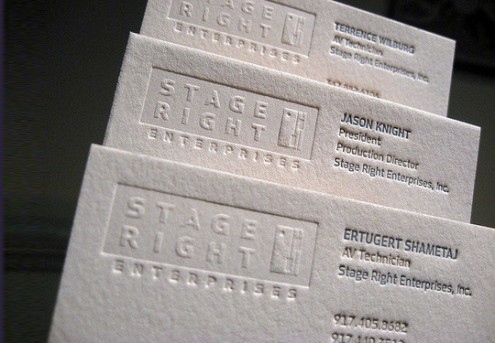 STAGE
RIGHT
ENTERPRISES
TERRENCE WILBURG
AV Technician
Stage Right Enterprises, Inc.
STAGE
RIGHT
ENTERPRISES
JASON KNIGHT
President
Production Director
Stage Right Enterprises, Inc.
STAGE
RIGHT
ENTERPRISES
ERTUGERT SHAMETAJ
AV Technician
Stage Right Enterprises, Inc.
917.405.8682